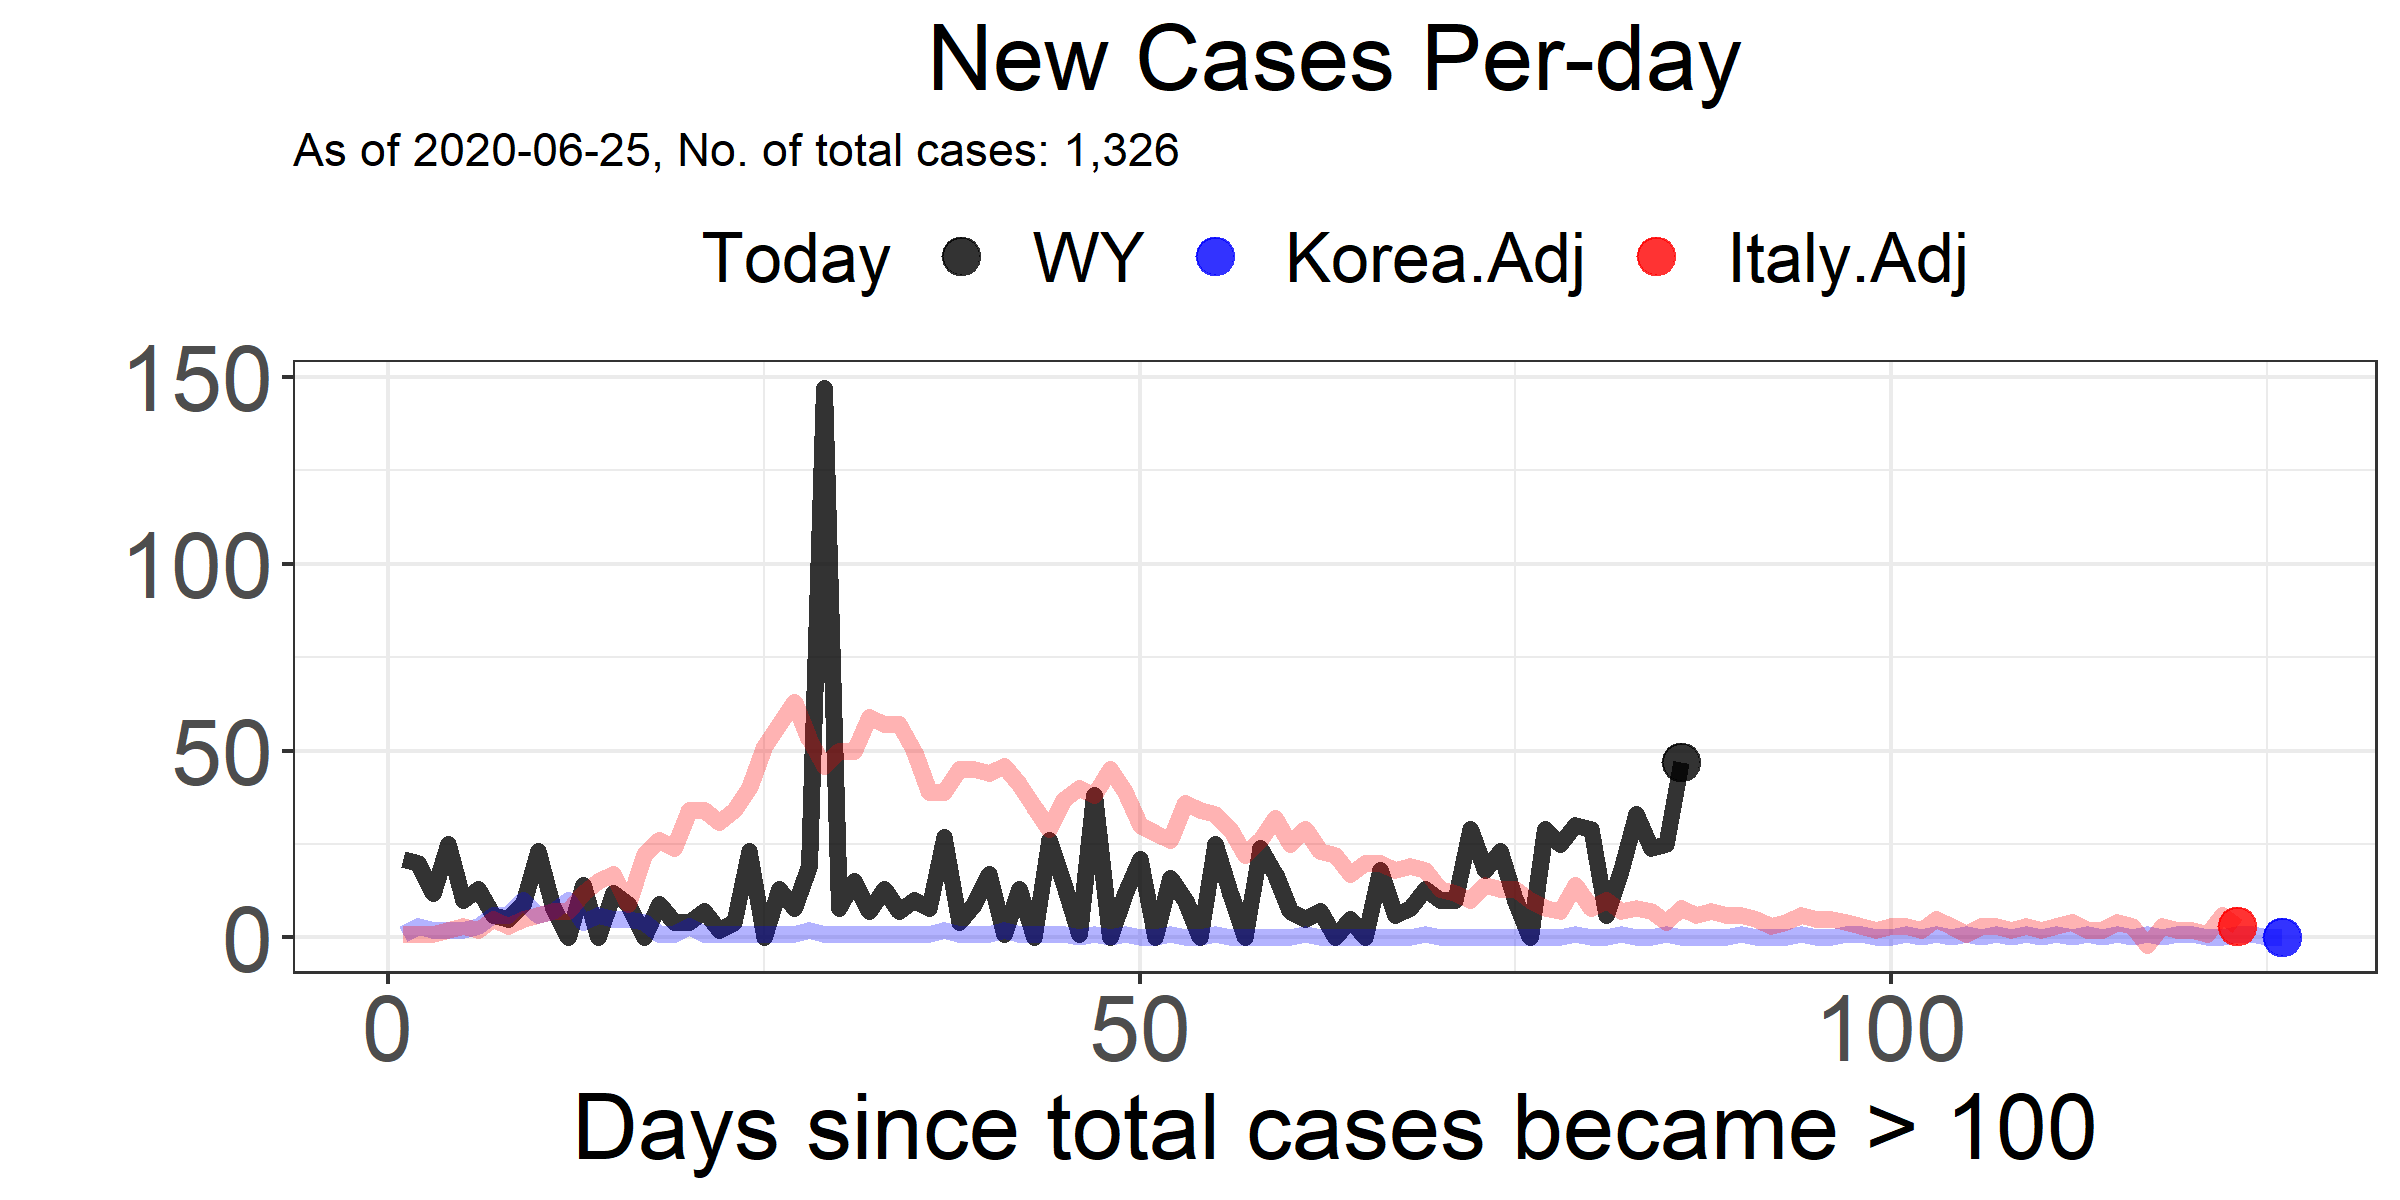 New Cases Per-day
As of 2020-06-25, No. of total cases: 1,326
Today WY Korea.Adj Italy.Adj
150
100
50
0
0 50 100
Days since total cases became > 100